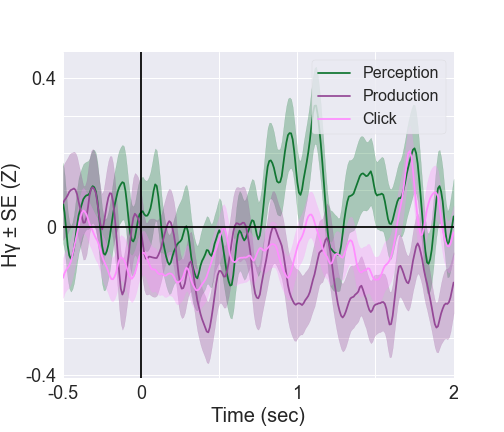 Perception
Production
Click
Hγ ± SE (Z)
0.4
0
-0.4
-0.5
0
1
2
Time (sec)